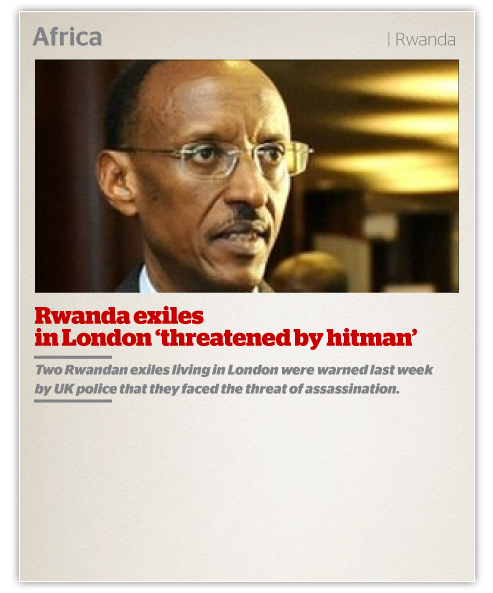 Africa
| Rwanda
Rwanda exiles
in London ‘threatened by hitman’
Two Rwandan exiles living in London were warned last week
by UK police that they faced the threat of assassination.